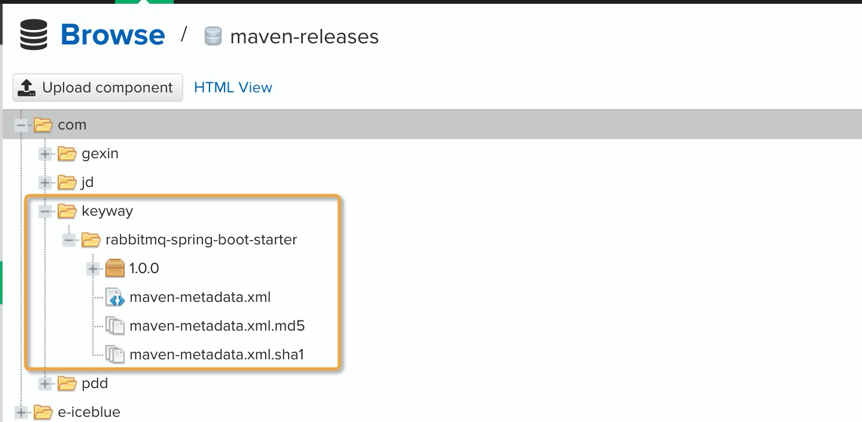 Browse / maven-releases
Upload component HTML View
com
gexin
jd
keyway
rabbitmq-spring-boot-starter
1.0.0
maven-metadata.xml
maven-metadata.xml.md5
maven-metadata.xml.sha1
pdd
e-iceblue